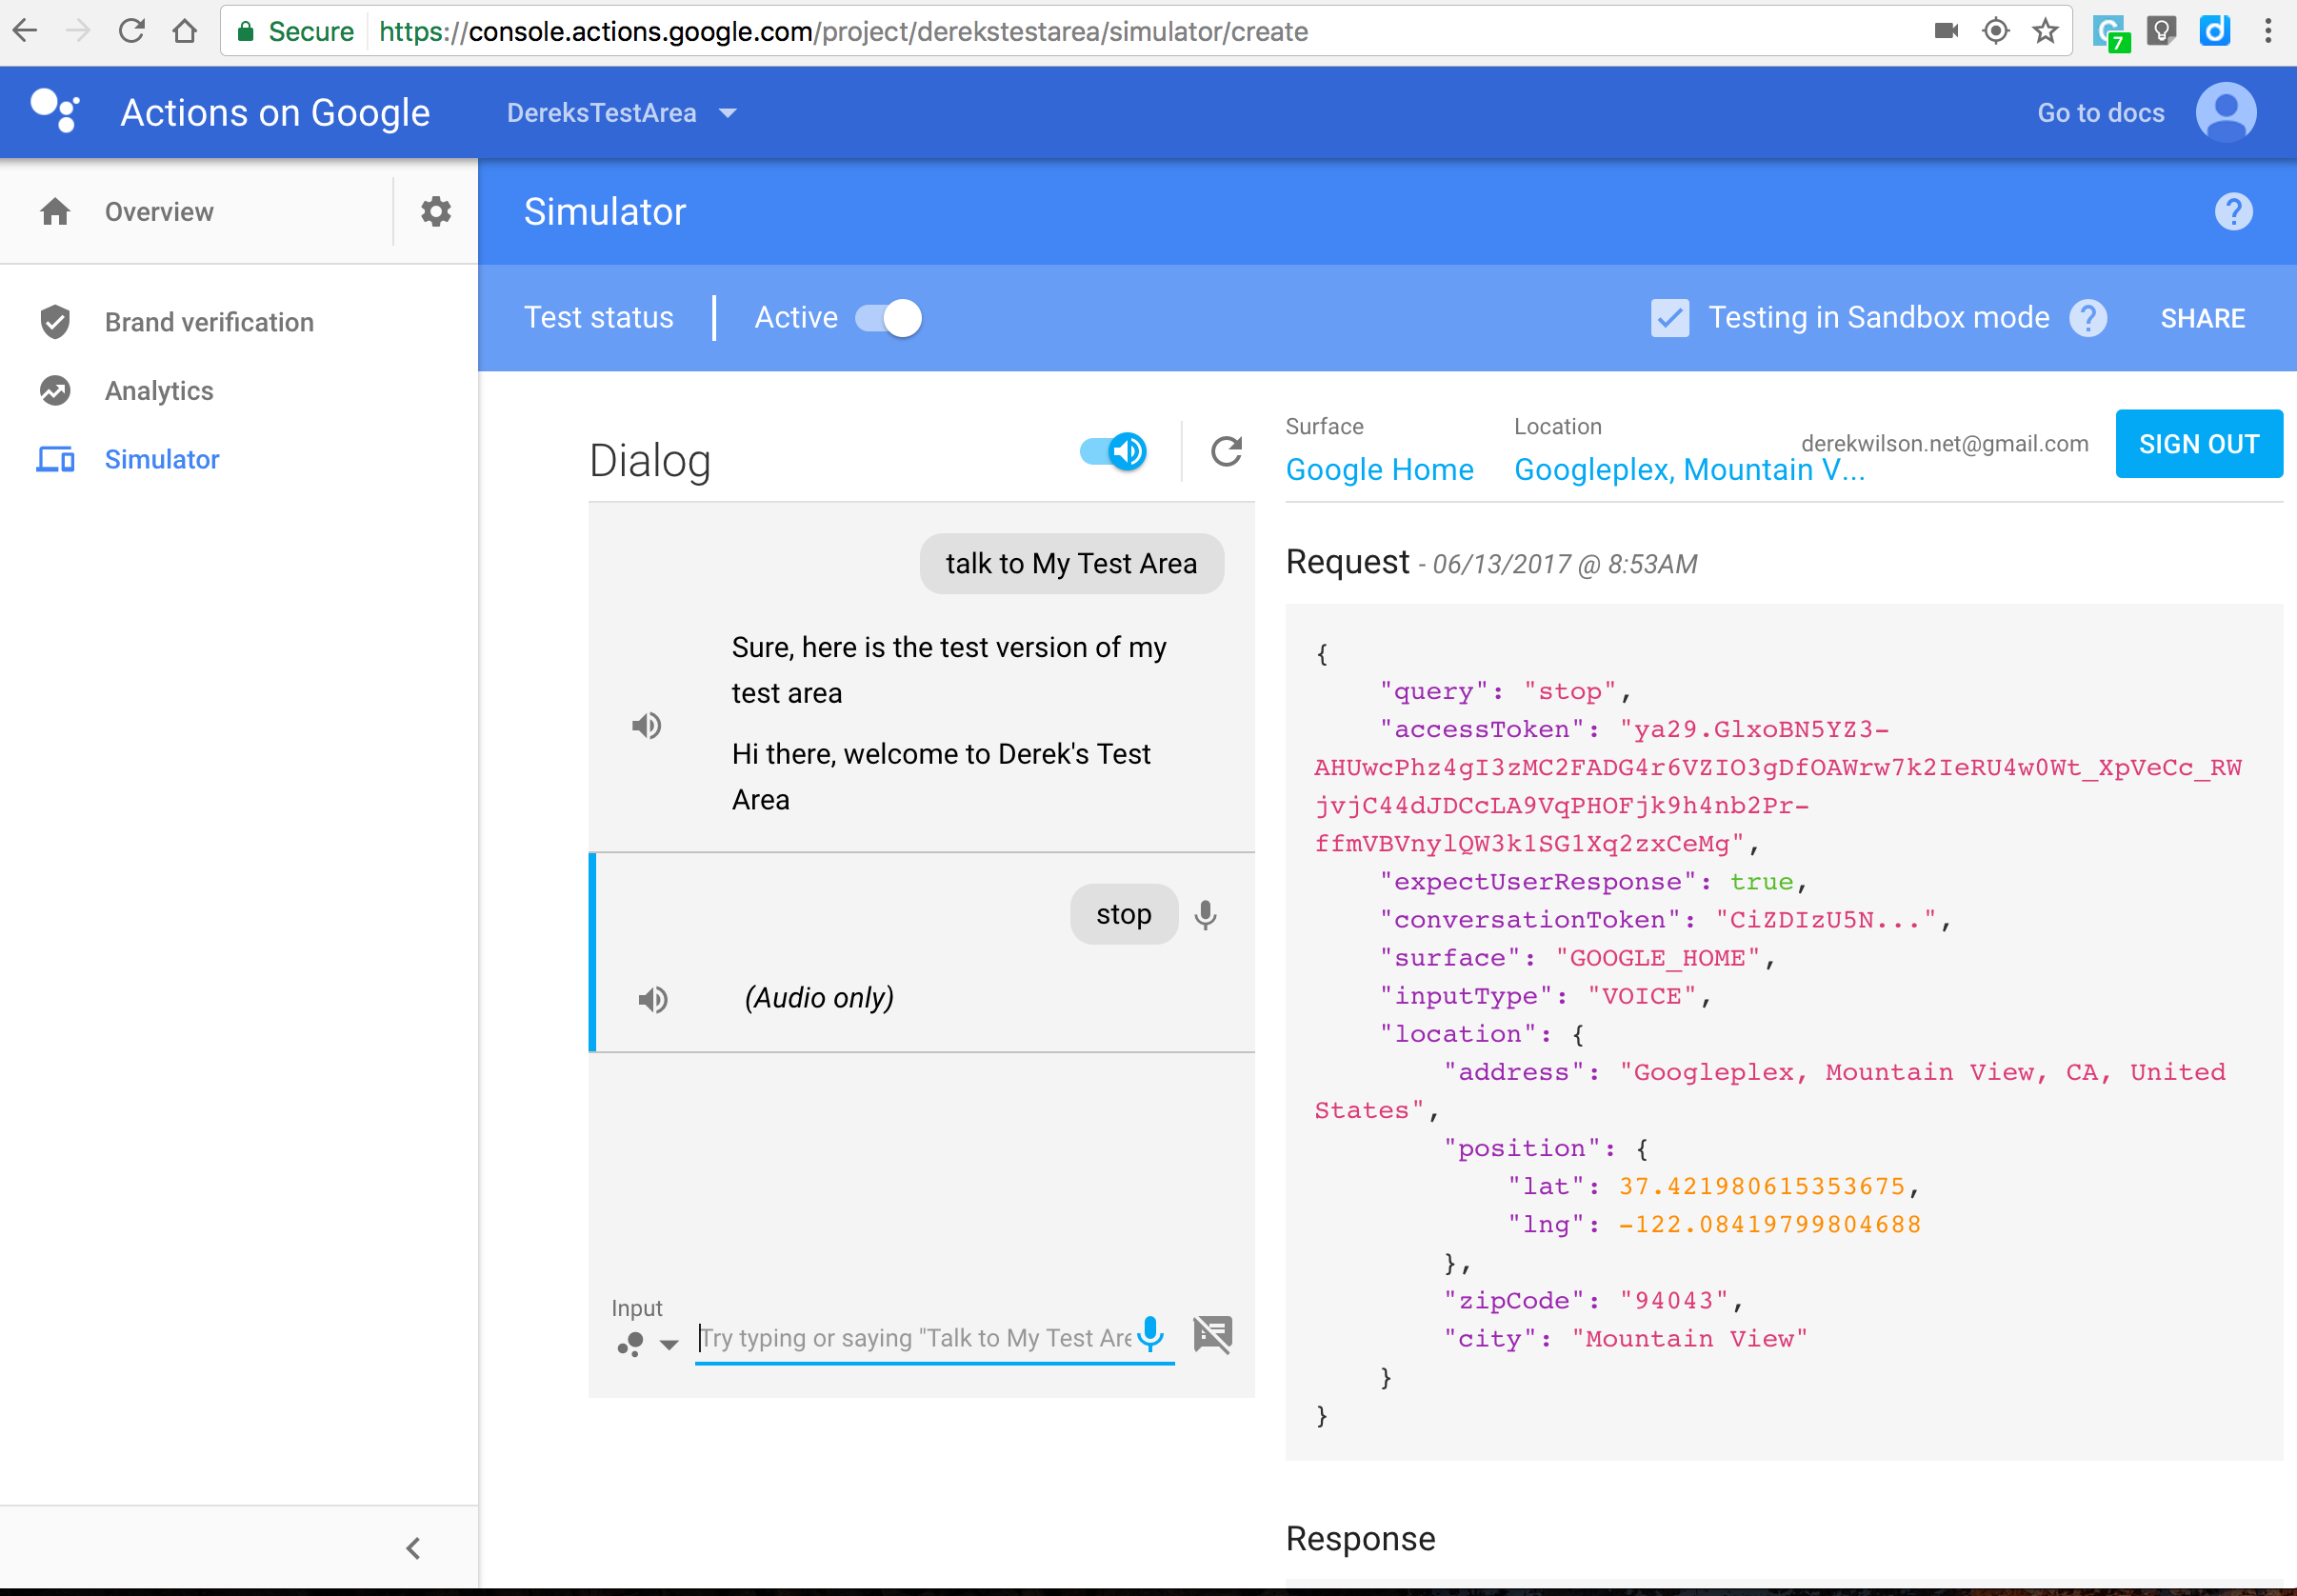 Secure https://console.actions.google.com/project/derekstestarea/simulator/create
7
Actions on Google
DereksTestArea
Go to docs
Overview
Brand verification
Analytics
Simulator
Simulator
Test status
Active
Testing in Sandbox mode
SHARE
Dialog
talk to My Test Area
Sure, here is the test version of my
test area
Hi there, welcome to Derek's Test
Area
stop
(Audio only)
Input
Try typing or saying "Talk to My Test Are
Surface
Google Home
Location
Googleplex, Mountain V...
derekwilson.net@gmail.com
SIGN OUT
Request - 06/13/2017 @ 8:53AM
{
"query": "stop",
"accessToken": "ya29.GlxoBN5YZ3-
AHUwcPhz4gI3zMC2FADG4r6VZIO3gDfOAWrw7k2IeRU4w0Wt_XpVeCc_RW
jvjC44dJDCcLA9VqPHOFjk9h4nb2Pr-
ffmVBVnylQW3k1SG1Xq2zxCeMg",
"expectUserResponse": true,
"conversationToken": "CiZDIzU5N...",
"surface": "GOOGLE_HOME",
"inputType": "VOICE",
"location": {
"address": "Googleplex, Mountain View, CA, United
States",
"position": {
"lat": 37.421980615353675,
"lng": -122.08419799804688
},
"zipCode": "94043",
"city": "Mountain View"
}
}
Response